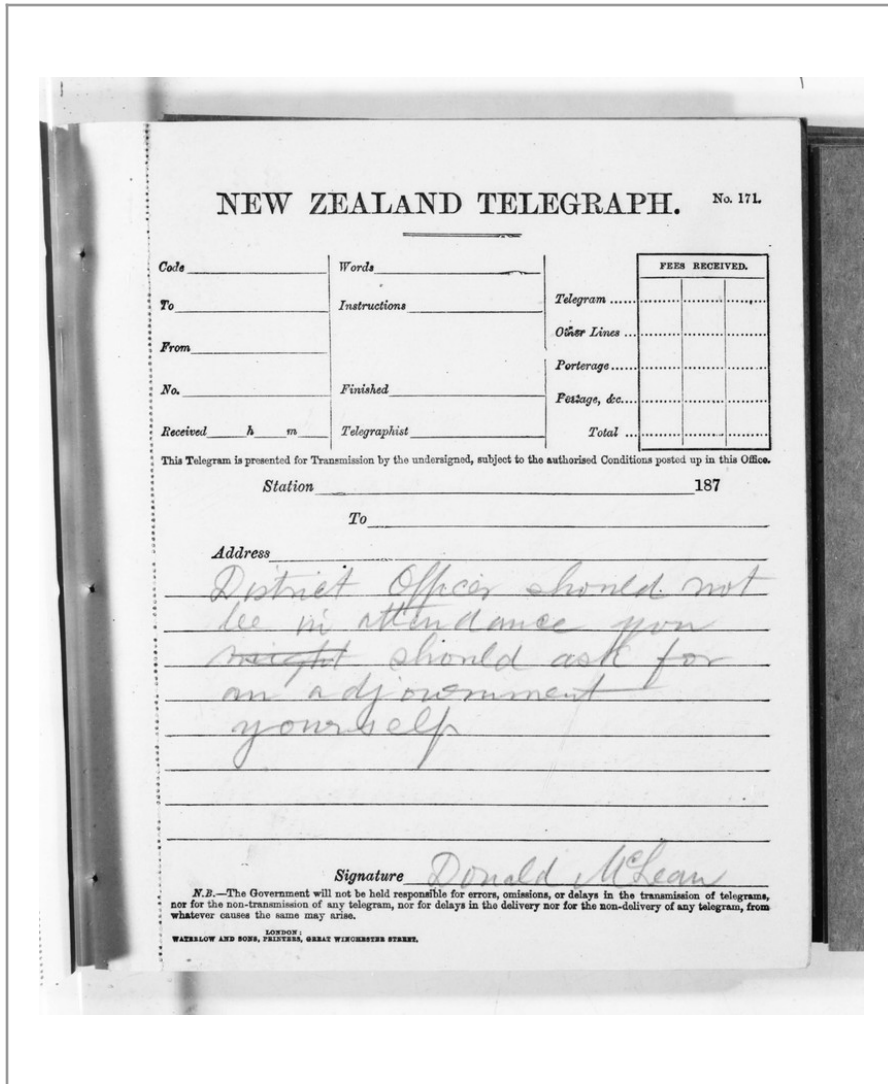 NEW ZEALAND TELEGRAPH. No. 171.
Code Words FEES RECEIVED.
To Instructions Telegram ......
Other Lines ...
From
Porterage......
No. Finished Postage, &c....
Received h m Telegraphist Total ...
This Telegram is presented for Transmission by the undersigned, subject to the authorised Conditions posted up in this Office.
Station 187
To
Address
District Officer should not
be in attendance you
might should ask for
an adjournment
yourself
Signature Donald McLean
N.B.—The Government will not be held responsible for errors, omissions, or delays in the transmission of telegrams,
nor for the non-transmission of any telegram, nor for delays in the delivery nor for the non-delivery of any telegram, from
whatever causes the same may arise.
LONDON:
WATERLOW AND SONS, PRINTERS, GREAT WINCHESTER STREET.